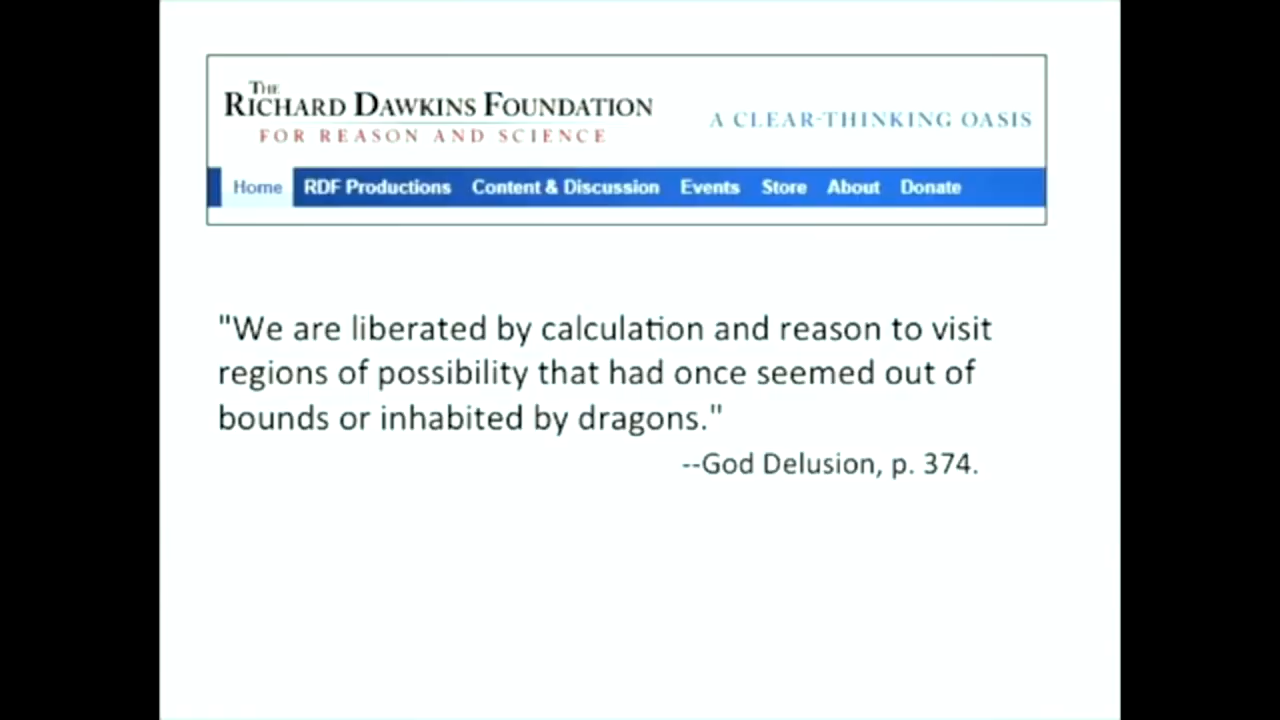 THE
RICHARD DAWKINS FOUNDATION
FOR REASON AND SCIENCE
A CLEAR-THINKING OASIS
Home RDF Productions Content & Discussion Events Store About Donate
"We are liberated by calculation and reason to visit
regions of possibility that had once seemed out of
bounds or inhabited by dragons."
--God Delusion, p. 374.